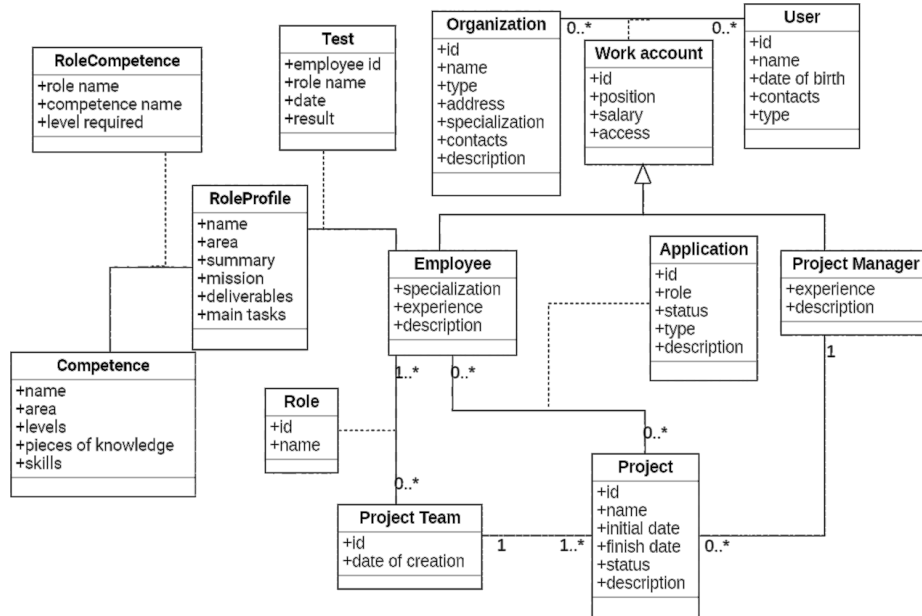 Organization
+id
+name
+type
+address
+specialization
+contacts
+description
0..*
0..*
User
+id
+name
+date of birth
+contacts
+type
Work account
+id
+position
+salary
+access
Test
+employee id
+role name
+date
+result
RoleCompetence
+role name
+competence name
+level required
RoleProfile
+name
+area
+summary
+mission
+deliverables
+main tasks
Employee
+specialization
+experience
+description
Application
+id
+role
+status
+type
+description
Project Manager
+experience
+description
Competence
+name
+area
+levels
+pieces of knowledge
+skills
1..*
0..*
1
Role
+id
+name
0..*
0..*
Project Team
+id
+date of creation
1
1..*
Project
+id
+name
+initial date
+finish date
+status
+description
0..*